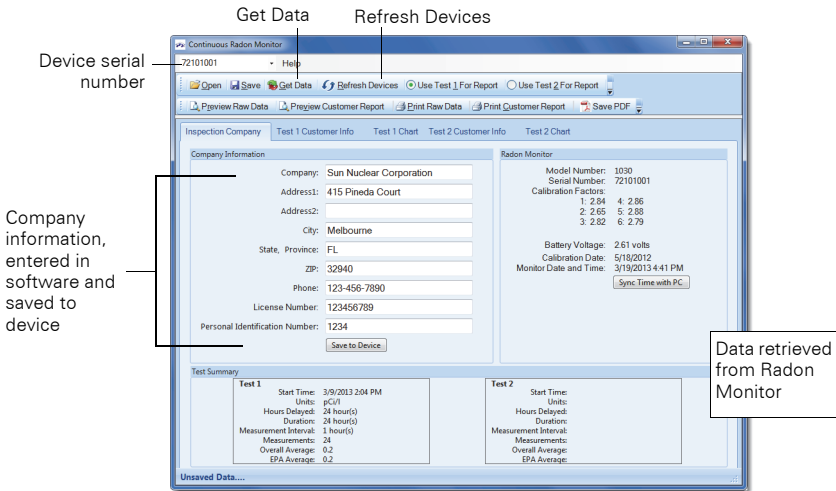 Get Data
Refresh Devices
Device serial
number
Continuous Radon Monitor
72101001
Help
Open Save Get Data Refresh Devices Use Test 1 For Report Use Test 2 For Report
Preview Raw Data Preview Customer Report Print Raw Data Print Customer Report Save PDF
Inspection Company Test 1 Customer Info Test 1 Chart Test 2 Customer Info Test 2 Chart
Company Information
Company: Sun Nuclear Corporation
Address1: 415 Pineda Court
Address2:
City: Melbourne
State, Province: FL
ZIP: 32940
Phone: 123-456-7890
License Number: 123456789
Personal Identification Number: 1234
Save to Device
Radon Monitor
Model Number: 1030
Serial Number: 72101001
Calibration Factors:
1: 2.84 4: 2.86
2: 2.65 5: 2.88
3: 2.82 6: 2.79
Battery Voltage: 2.61 volts
Calibration Date: 5/18/2012
Monitor Date and Time: 3/19/2013 4:41 PM
Sync Time with PC
Company
information,
entered in
software and
saved to
device
Data retrieved
from Radon
Monitor
Test Summary
Test 1
Start Time: 3/9/2013 2:04 PM
Units: pCi/l
Hours Delayed: 24 hour(s)
Duration: 24 hour(s)
Measurement Interval: 1 hour(s)
Measurements: 24
Overall Average: 0.2
EPA Average: 0.2
Test 2
Start Time:
Units:
Hours Delayed:
Duration:
Measurement Interval:
Measurements:
Overall Average:
EPA Average:
Unsaved Data....